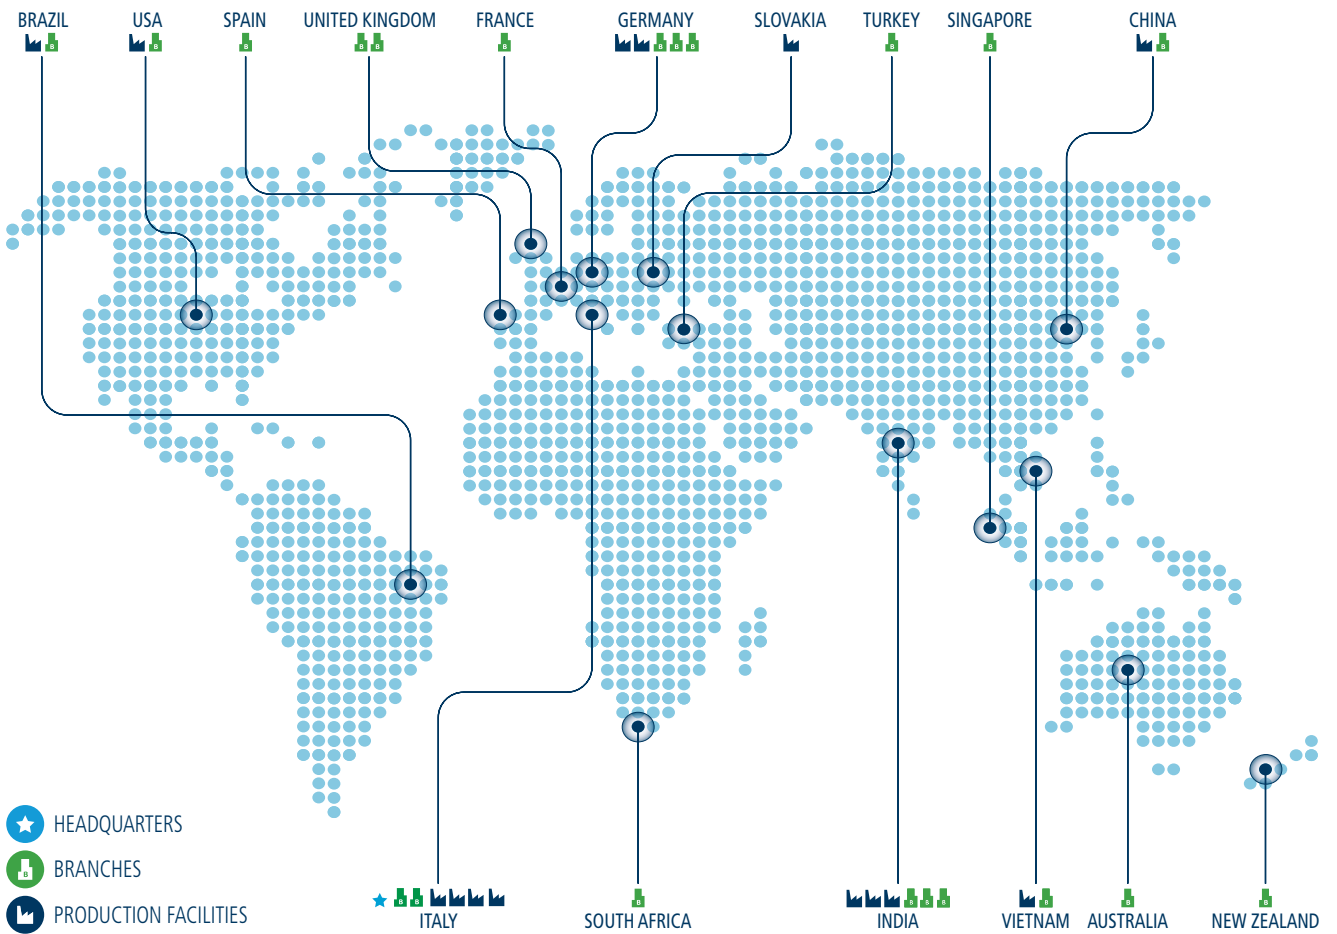 BRAZIL
USA
SPAIN
UNITED KINGDOM
FRANCE
GERMANY
SLOVAKIA
TURKEY
SINGAPORE
CHINA
B
B
B
B B
B
B B B
B
B
B
HEADQUARTERS
B
BRANCHES
PRODUCTION FACILITIES
B B
B
B B B
B
B
B
ITALY
SOUTH AFRICA
INDIA
VIETNAM
AUSTRALIA
NEW ZEALAND